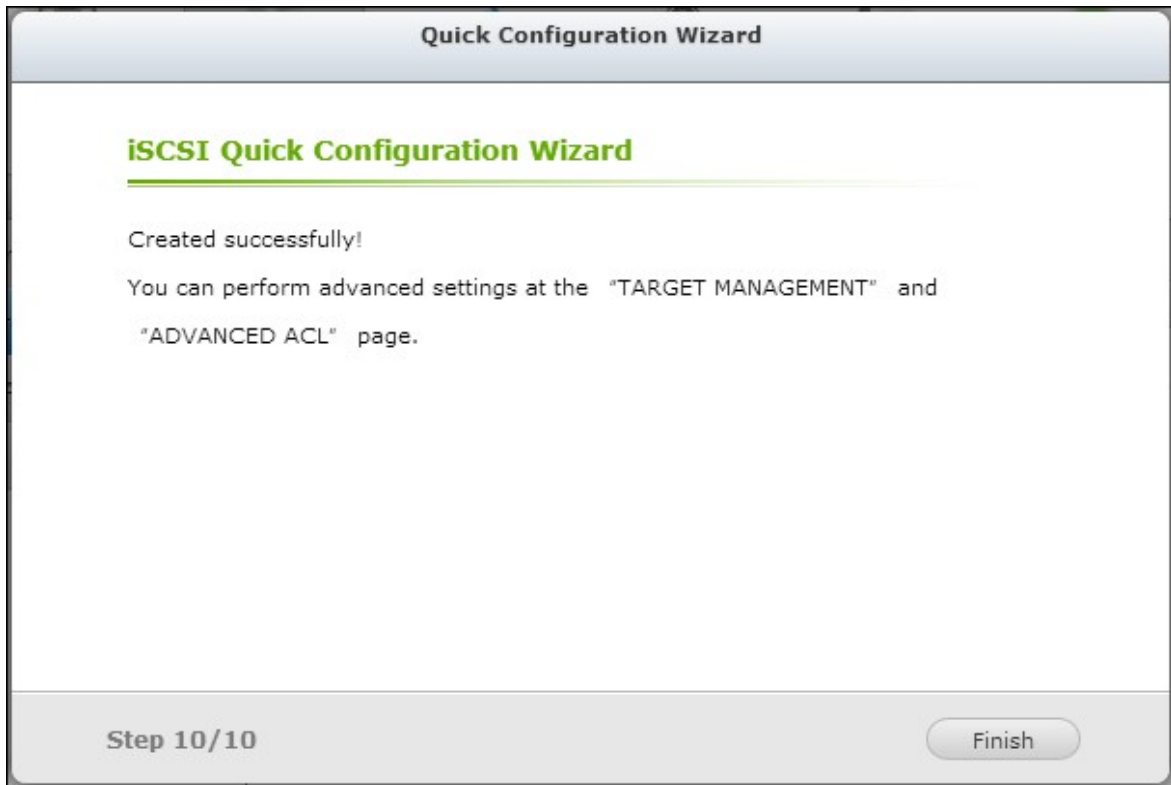 Quick Configuration Wizard
iSCSI Quick Configuration Wizard
Created successfully!
You can perform advanced settings at the "TARGET MANAGEMENT" and
"ADVANCED ACL" page.
Step 10/10
Finish